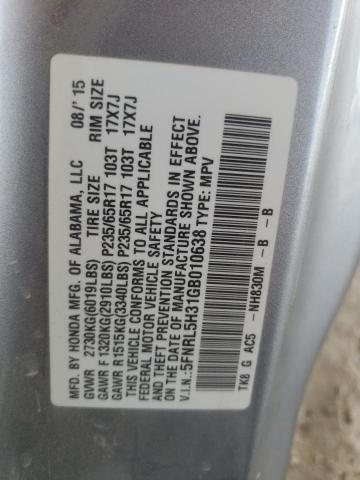 MFD. BY HONDA MFG. OF ALABAMA, LLC 08/'15
GVWR 2730KG(6019LBS) TIRE SIZE RIM SIZE
GAWR F1320KG(2910LBS) P235/65R17 103T 17X7J
GAWR R1515KG(3340LBS) P235/65R17 103T 17X7J
THIS VEHICLE CONFORMS TO ALL APPLICABLE
FEDERAL MOTOR VEHICLE SAFETY
AND THEFT PREVENTION STANDARDS IN EFFECT
ON THE DATE OF MANUFACTURE SHOWN ABOVE.
V.I.N.:5FNRL5H31GB010638 TYPE: MPV
TK8 G AC5 -NH830M -B -B